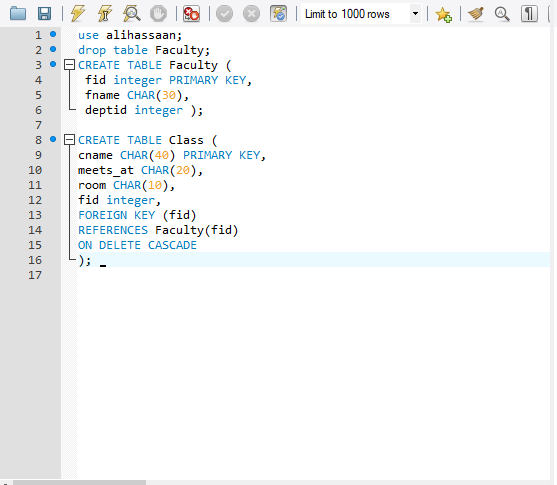 Limit to 1000 rows
1 use alihassaan;
2 drop table Faculty;
3 CREATE TABLE Faculty (
4 fid integer PRIMARY KEY,
5 fname CHAR(30),
6 deptid integer );
7
8 CREATE TABLE Class (
9 cname CHAR(40) PRIMARY KEY,
10 meets_at CHAR(20),
11 room CHAR(10),
12 fid integer,
13 FOREIGN KEY (fid)
14 REFERENCES Faculty(fid)
15 ON DELETE CASCADE
16 );
17